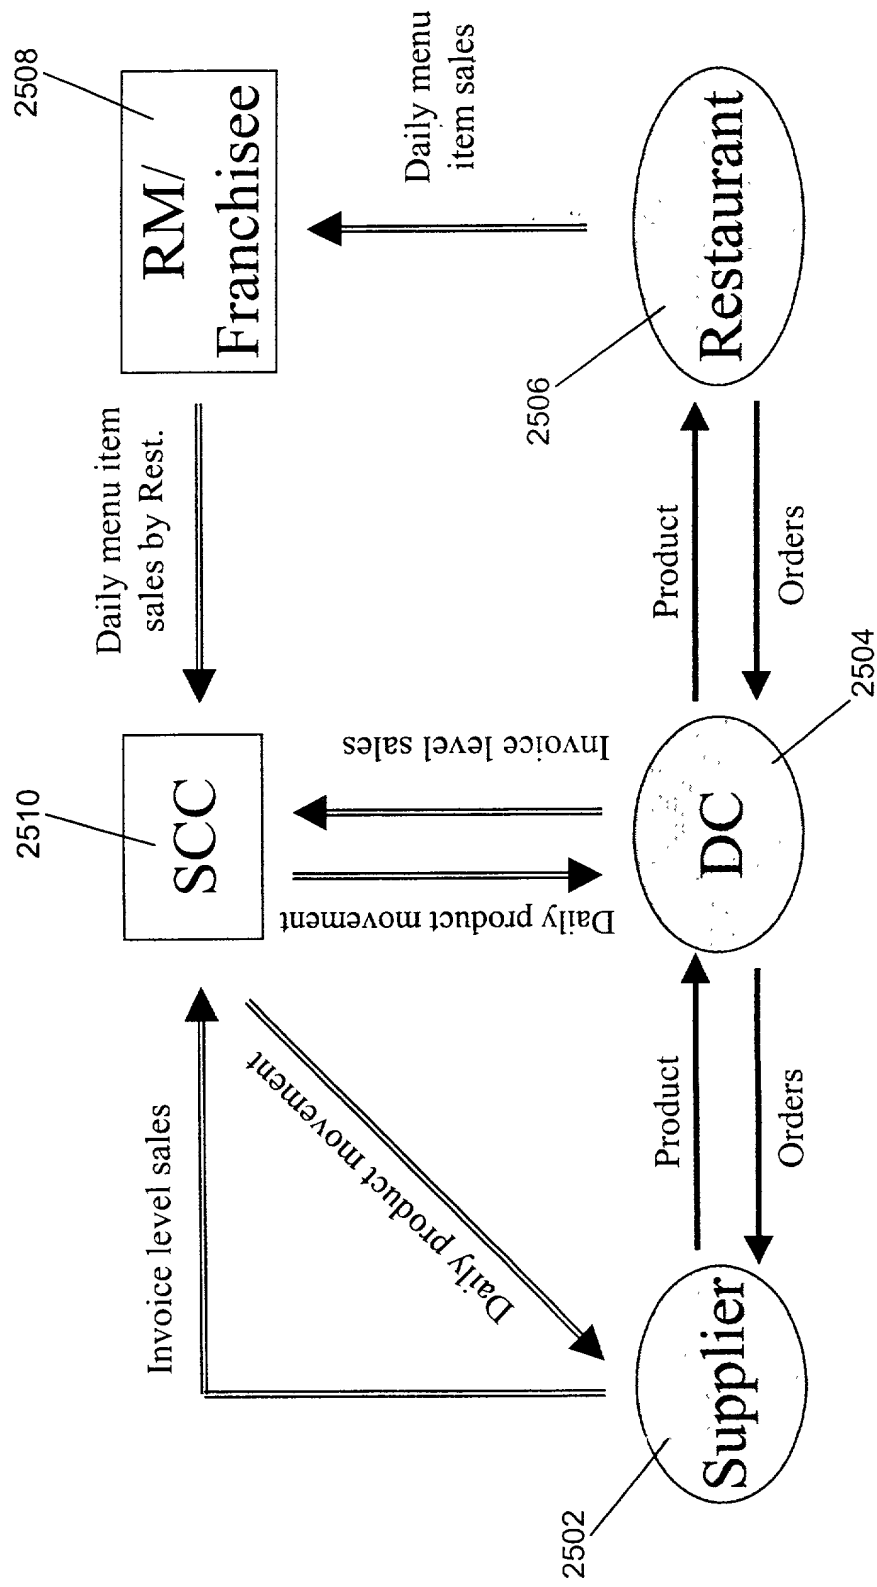 2510
2508
SCC
RM/
Franchisee
Invoice level sales
Daily menu item
sales by Rest.
Daily product movement
Daily product movement
Invoice level sales
Daily menu
item sales
2506
Supplier
Product
Orders
DC
Product
Orders
Restaurant
2502
2504